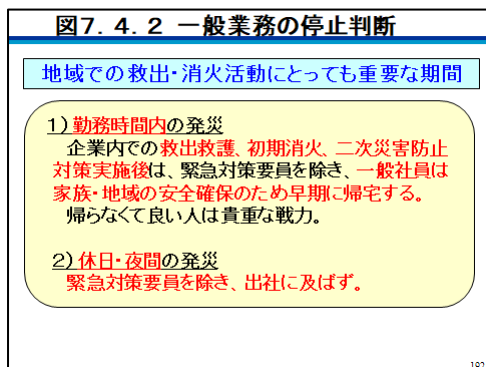 図7．4．2 一般業務の停止判断
地域での救出・消火活動にとっても重要な期間
1）勤務時間内の発災
企業内での救出救護、初期消火、二次災害防止
対策実施後は、緊急対策要員を除き、一般社員は
家族・地域の安全確保のため早期に帰宅する。
帰らなくて良い人は貴重な戦力。
2）休日・夜間の発災
緊急対策要員を除き、出社に及ばず。
192